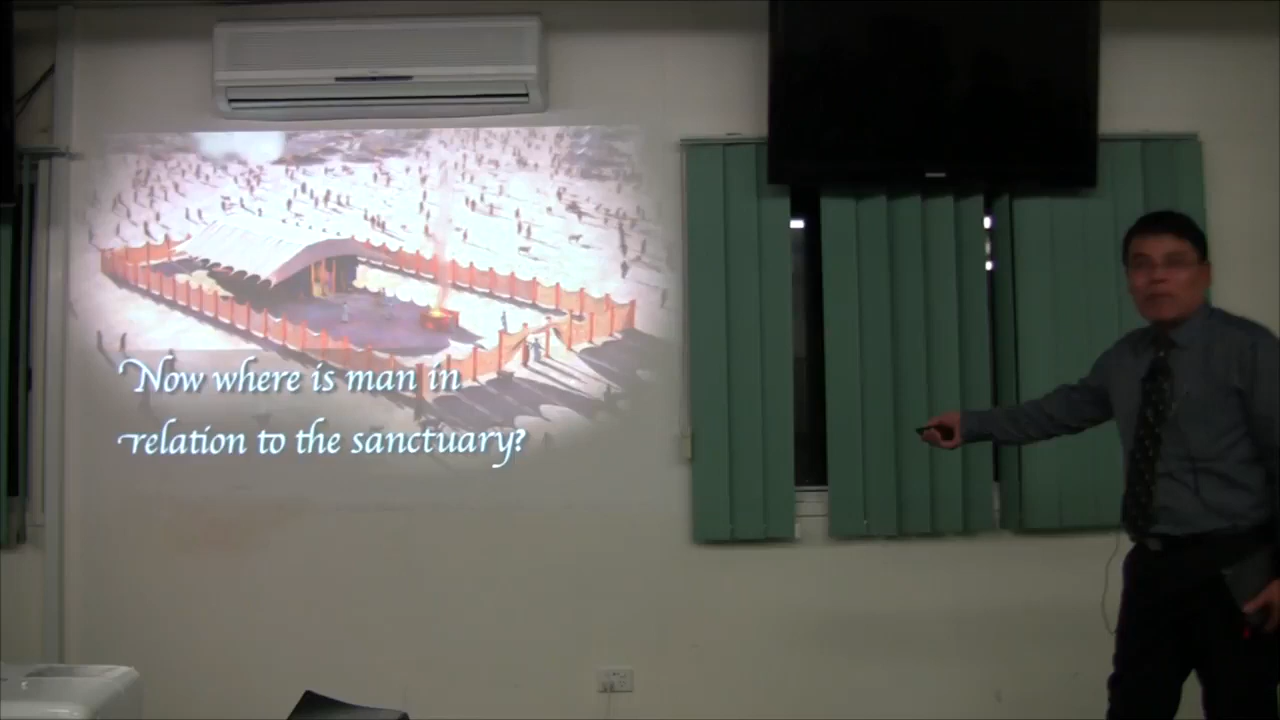 Now where is man in
relation to the sanctuary?